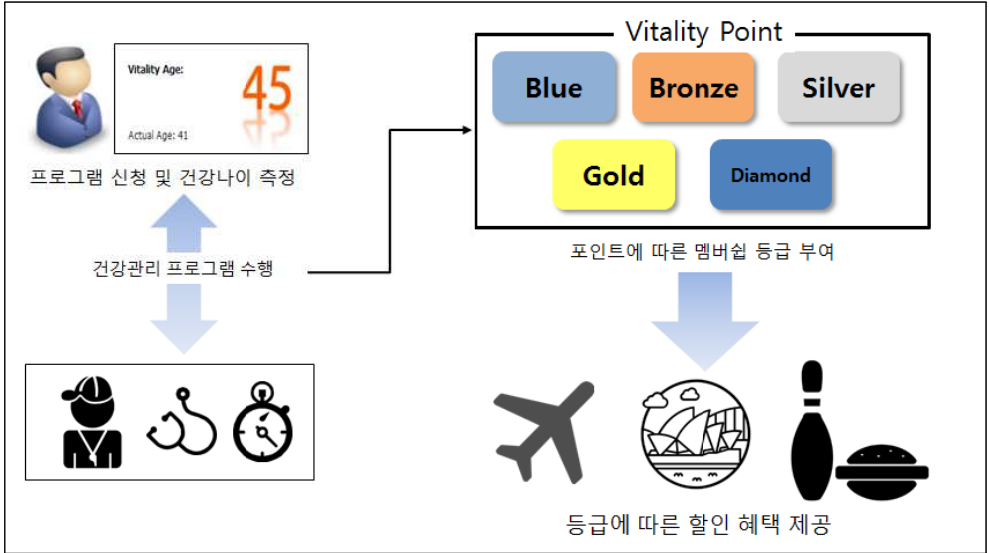 Vitality Age:
45
Actual Age: 41
프로그램 신청 및 건강나이 측정
건강관리 프로그램 수행
Vitality Point
Blue
Bronze
Silver
Gold
Diamond
포인트에 따른 멤버쉽 등급 부여
등급에 따른 할인 혜택 제공